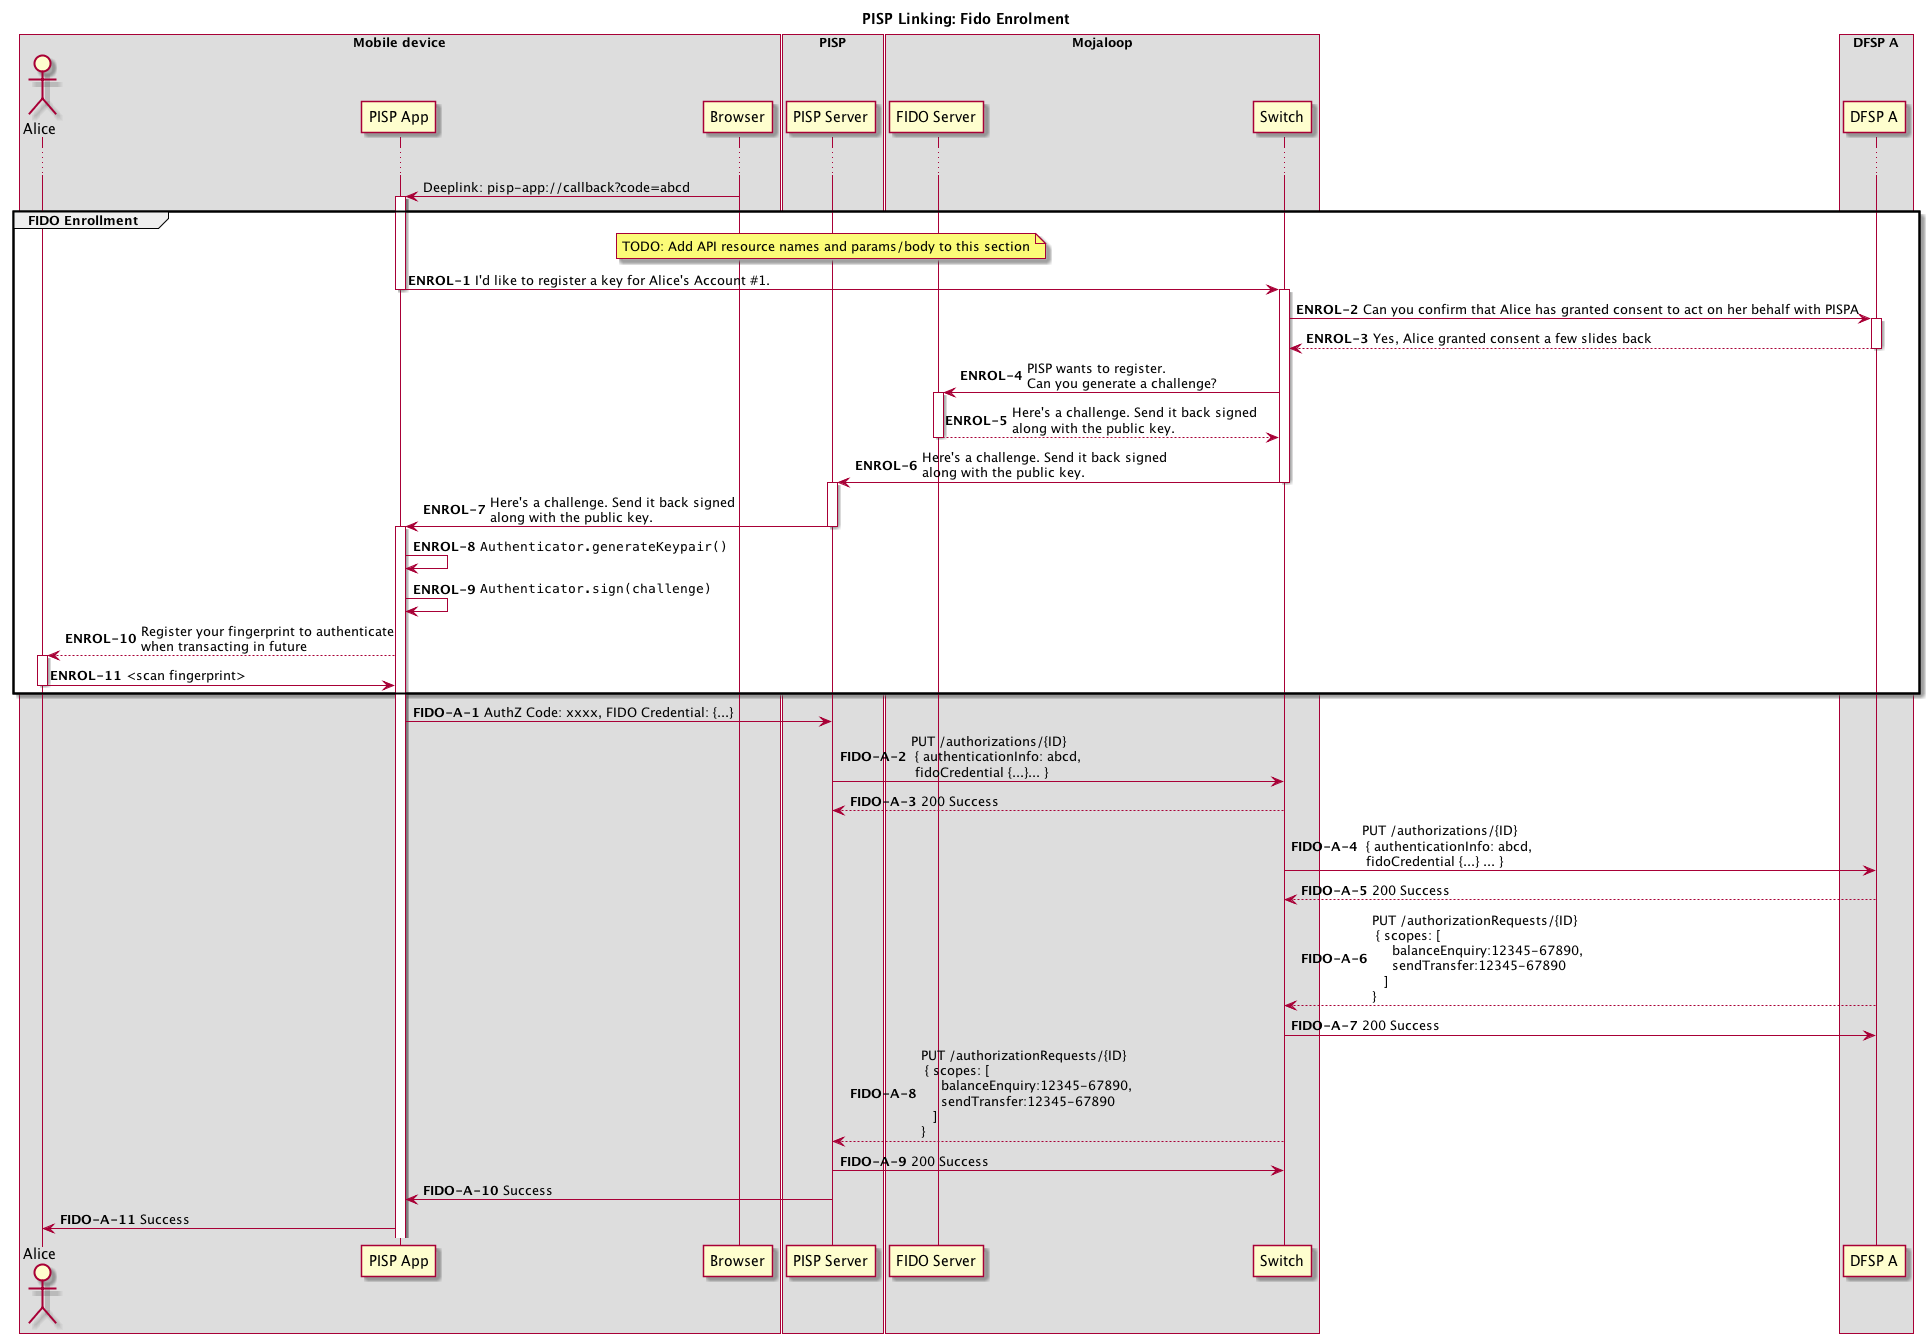 PISP Linking: Fido Enrolment
Mobile device
PISP
Mojaloop
DFSP A
Alice
PISP App
Browser
PISP Server
FIDO Server
Switch
DFSP A
Deeplink: pisp-app://callback?code=abcd
FIDO Enrollment
TODO: Add API resource names and params/body to this section
ENROL-1 I'd like to register a key for Alice's Account #1.
ENROL-2 Can you confirm that Alice has granted consent to act on her behalf with PISPA
ENROL-3 Yes, Alice granted consent a few slides back
ENROL-4 PISP wants to register.
Can you generate a challenge?
ENROL-5 Here's a challenge. Send it back signed
along with the public key.
ENROL-6 Here's a challenge. Send it back signed
along with the public key.
ENROL-7 Here's a challenge. Send it back signed
along with the public key.
ENROL-8 Authenticator.generateKeypair()
ENROL-9 Authenticator.sign(challenge)
ENROL-10 Register your fingerprint to authenticate
when transacting in future
ENROL-11 <scan fingerprint>
FIDO-A-1 AuthZ Code: xxxx, FIDO Credential: {...}
FIDO-A-2 PUT /authorizations/{ID}
{ authenticationInfo: abcd,
fidoCredential {...}... }
FIDO-A-3 200 Success
FIDO-A-4 PUT /authorizations/{ID}
{ authenticationInfo: abcd,
fidoCredential {...} ... }
FIDO-A-5 200 Success
FIDO-A-6 PUT /authorizationRequests/{ID}
{ scopes: [
balanceEnquiry:12345-67890,
sendTransfer:12345-67890
]
}
FIDO-A-7 200 Success
FIDO-A-8 PUT /authorizationRequests/{ID}
{ scopes: [
balanceEnquiry:12345-67890,
sendTransfer:12345-67890
]
}
FIDO-A-9 200 Success
FIDO-A-10 Success
FIDO-A-11 Success
Alice
PISP App
Browser
PISP Server
FIDO Server
Switch
DFSP A